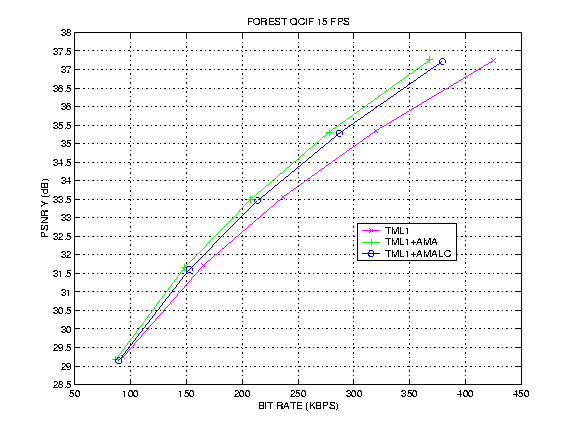 FOREST QCIF 15 FPS
38
37.5
37
36.5
36
35.5
35
34.5
34
33.5
33
32.5
32
31.5
31
30.5
30
29.5
29
28.5
PSNR Y (dB)
TML1
TML1+AMA
TML1+AMALC
50 100 150 200 250 300 350 400 450
BIT RATE (KBPS)